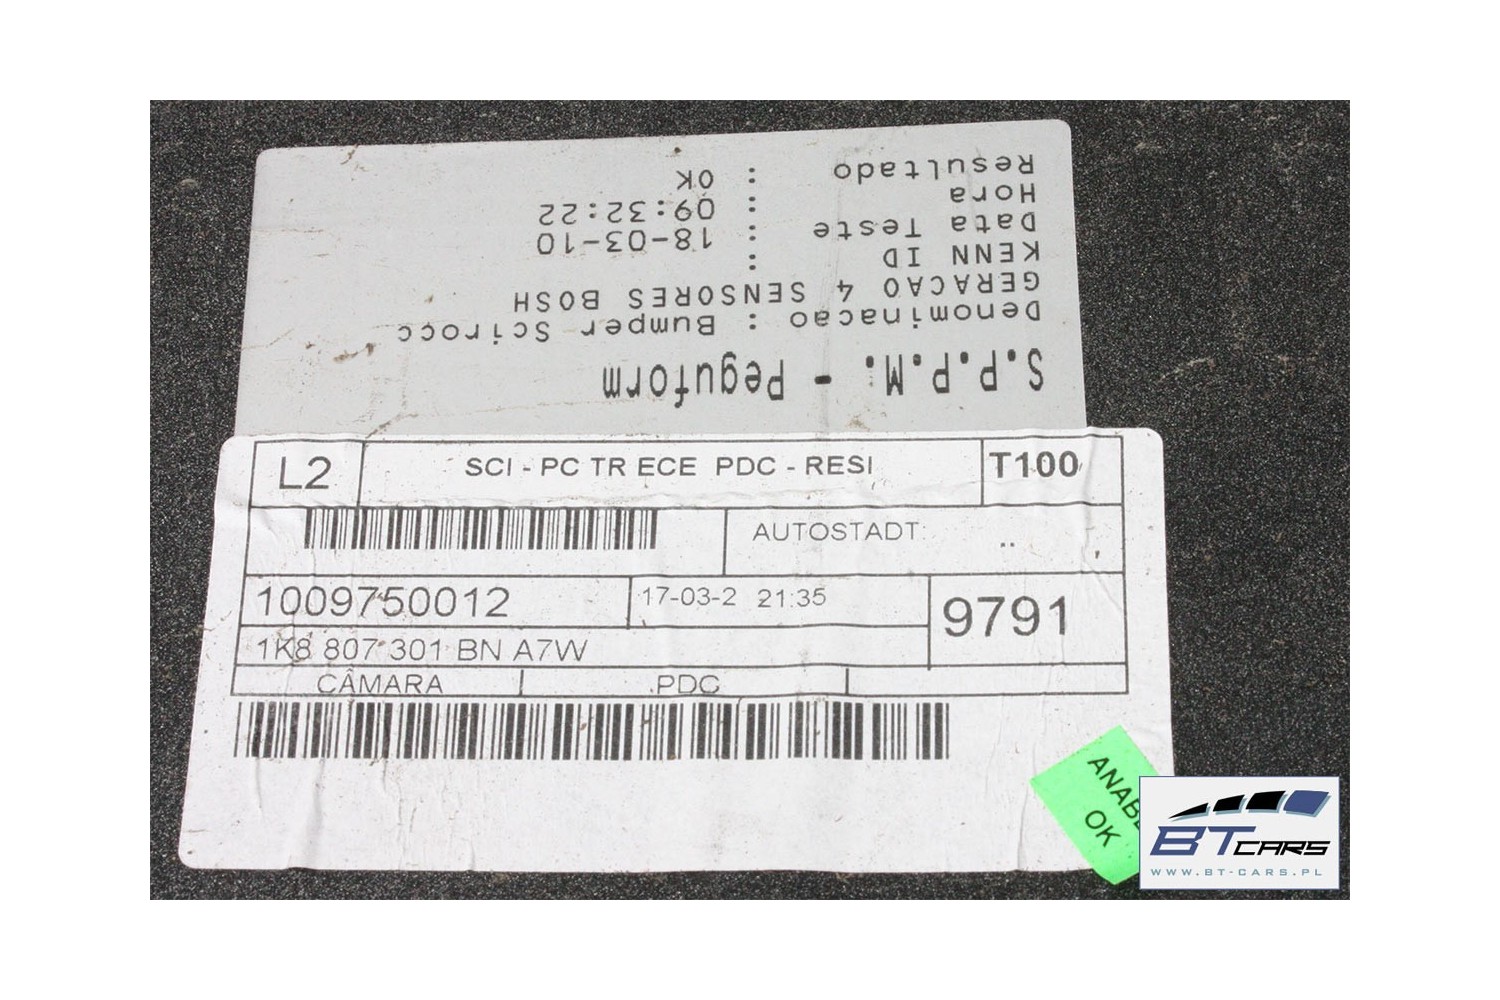 S.P.P.M. - Peguform
Denominacao : Bumper Scirocc
GERACAO 4 SENSORES BOSH
KENN ID :
Data Teste : 18-03-10
Hora : 09:32:22
Resultado : OK
L2
SCI - PC TR ECE PDC - RESI
T100
AUTOSTADT:
1009750012
17-03-2 21:35
9791
1K8 807 301 BN A7W
CÂMARA
PDC
OK
BT CARS
WWW.BT-CARS.PL